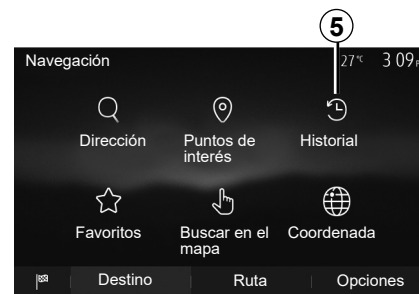 5
Navegación 27°c 3 09
Dirección Puntos de interés Historial
Favoritos Buscar en el mapa Coordenada
Destino Ruta Opciones